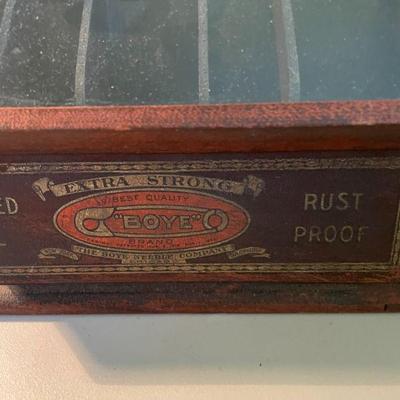 EXTRA STRONG
BEST QUALITY
"BOYE"
BRAND
THE BOYE NEEDLE COMPANY
RUST
PROOF
ED